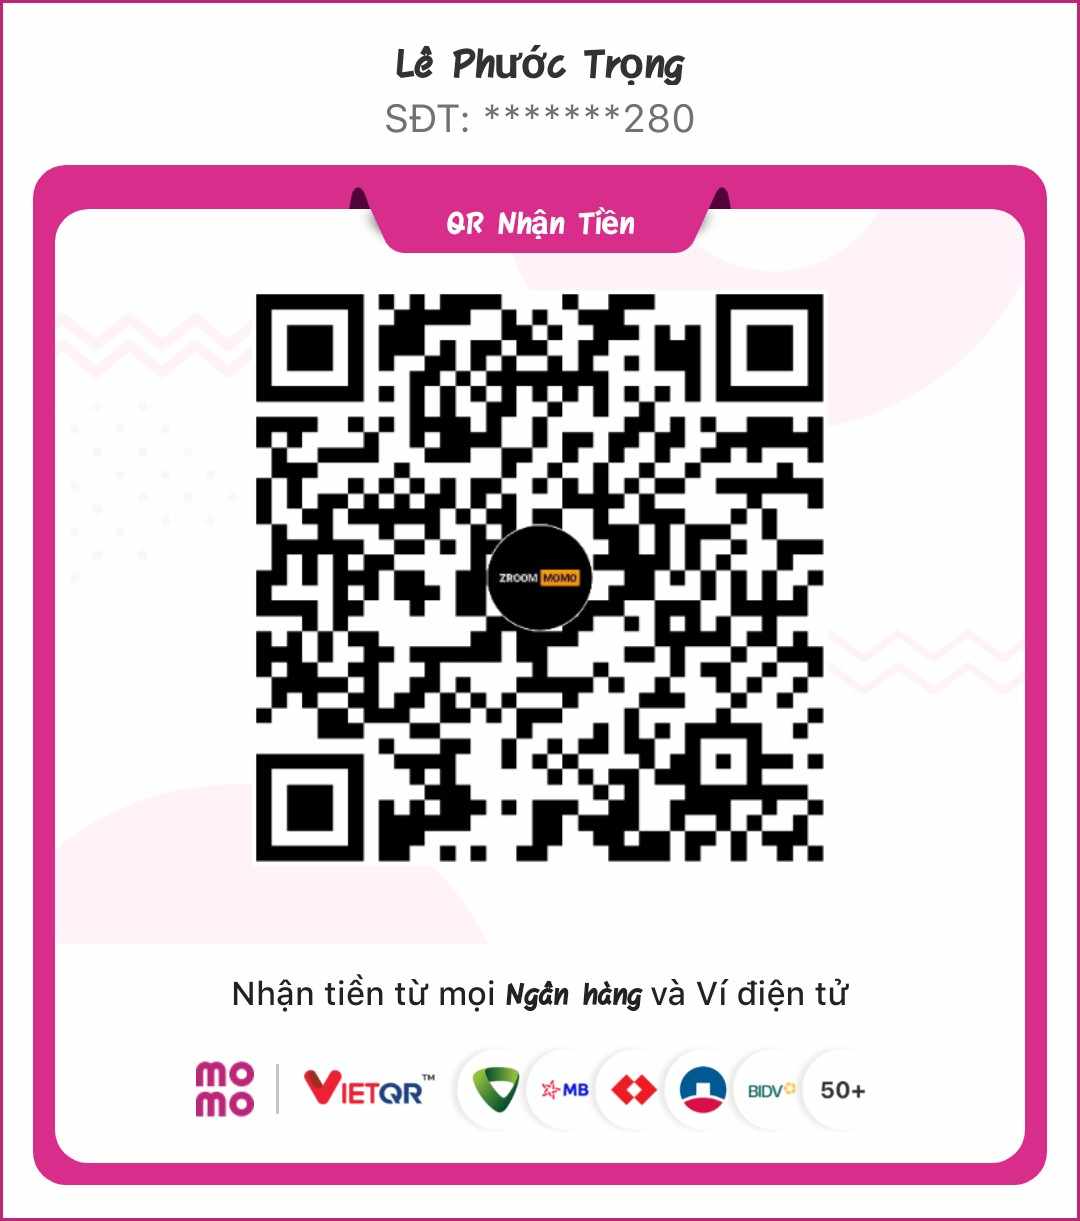 Lê Phước Trọng
SĐT: *******280
QR Nhận Tiền
ZROOM MOMO
Nhận tiền từ mọi Ngân hàng và Ví điện tử
mo mo VIETQR™ MB BIDV 50+